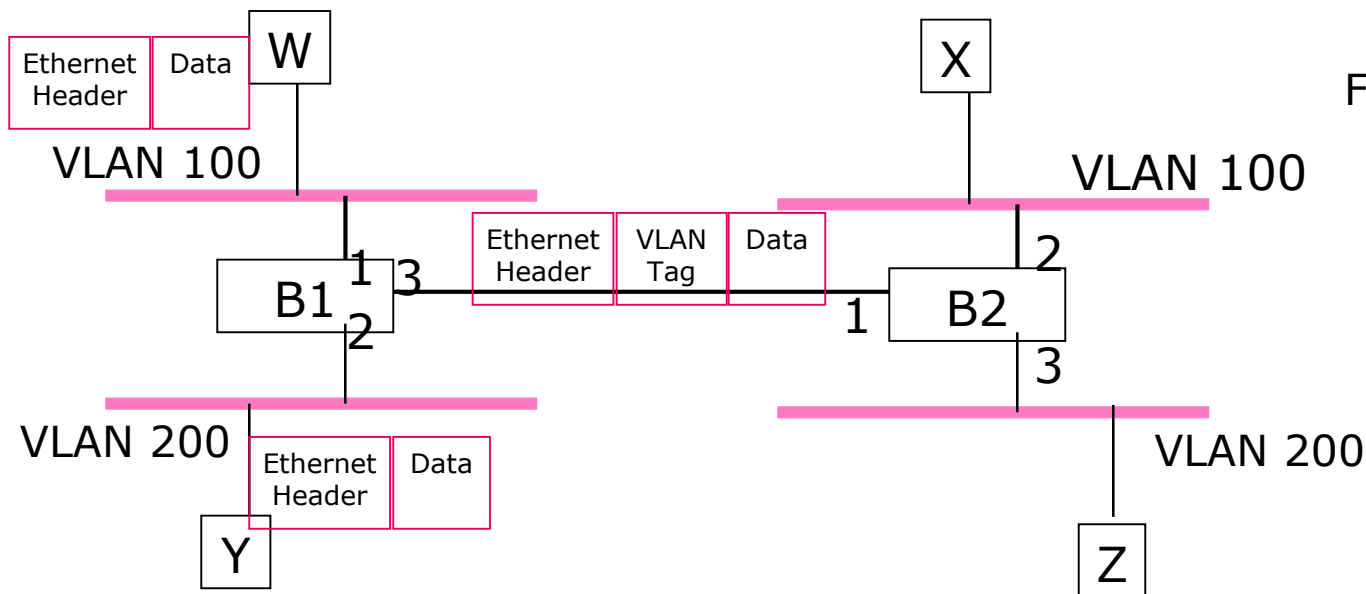 W
X
Ethernet
Header
Data
F
VLAN 100
VLAN 100
Ethernet
Header
VLAN
Tag
Data
1
3
2
B1
B2
1
2
3
VLAN 200
VLAN 200
Ethernet
Header
Data
Y
Z